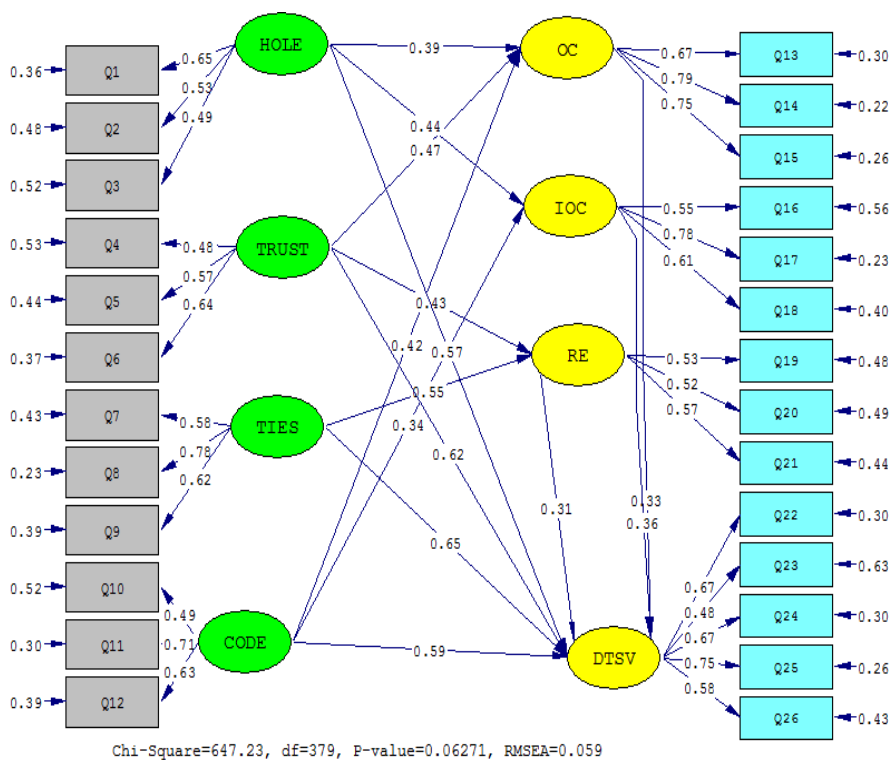 HOLE
OC
0.36 Q1 0.65 0.39 0.67 Q13 0.30
0.53
0.48 Q2 0.49 0.79 Q14 0.22
0.75
0.44
0.47
0.52 Q3 Q15 0.26
IOC
0.55 Q16 0.56
0.53 Q4 0.48 TRUST 0.78
0.57 0.61 Q17 0.23
0.44 Q5 0.64
0.43 Q18 0.40
0.37 Q6 0.42 0.57 RE 0.53 Q19 0.48
0.52
0.43 Q7 0.58 0.55 0.57 Q20 0.49
TIES 0.34
0.78 0.62
0.23 Q8 0.62 Q21 0.44
0.33
0.31 Q22 0.30
0.36
0.39 Q9 0.65
Q23 0.63
0.52 Q10 0.67
0.49 0.48 Q24 0.30
0.30 Q11 0.71 CODE 0.59 DTSV 0.67
0.63 0.75 Q25 0.26
0.58
0.39 Q12 Q26 0.43
Chi-Square=647.23, df=379, P-value=0.06271, RMSEA=0.059